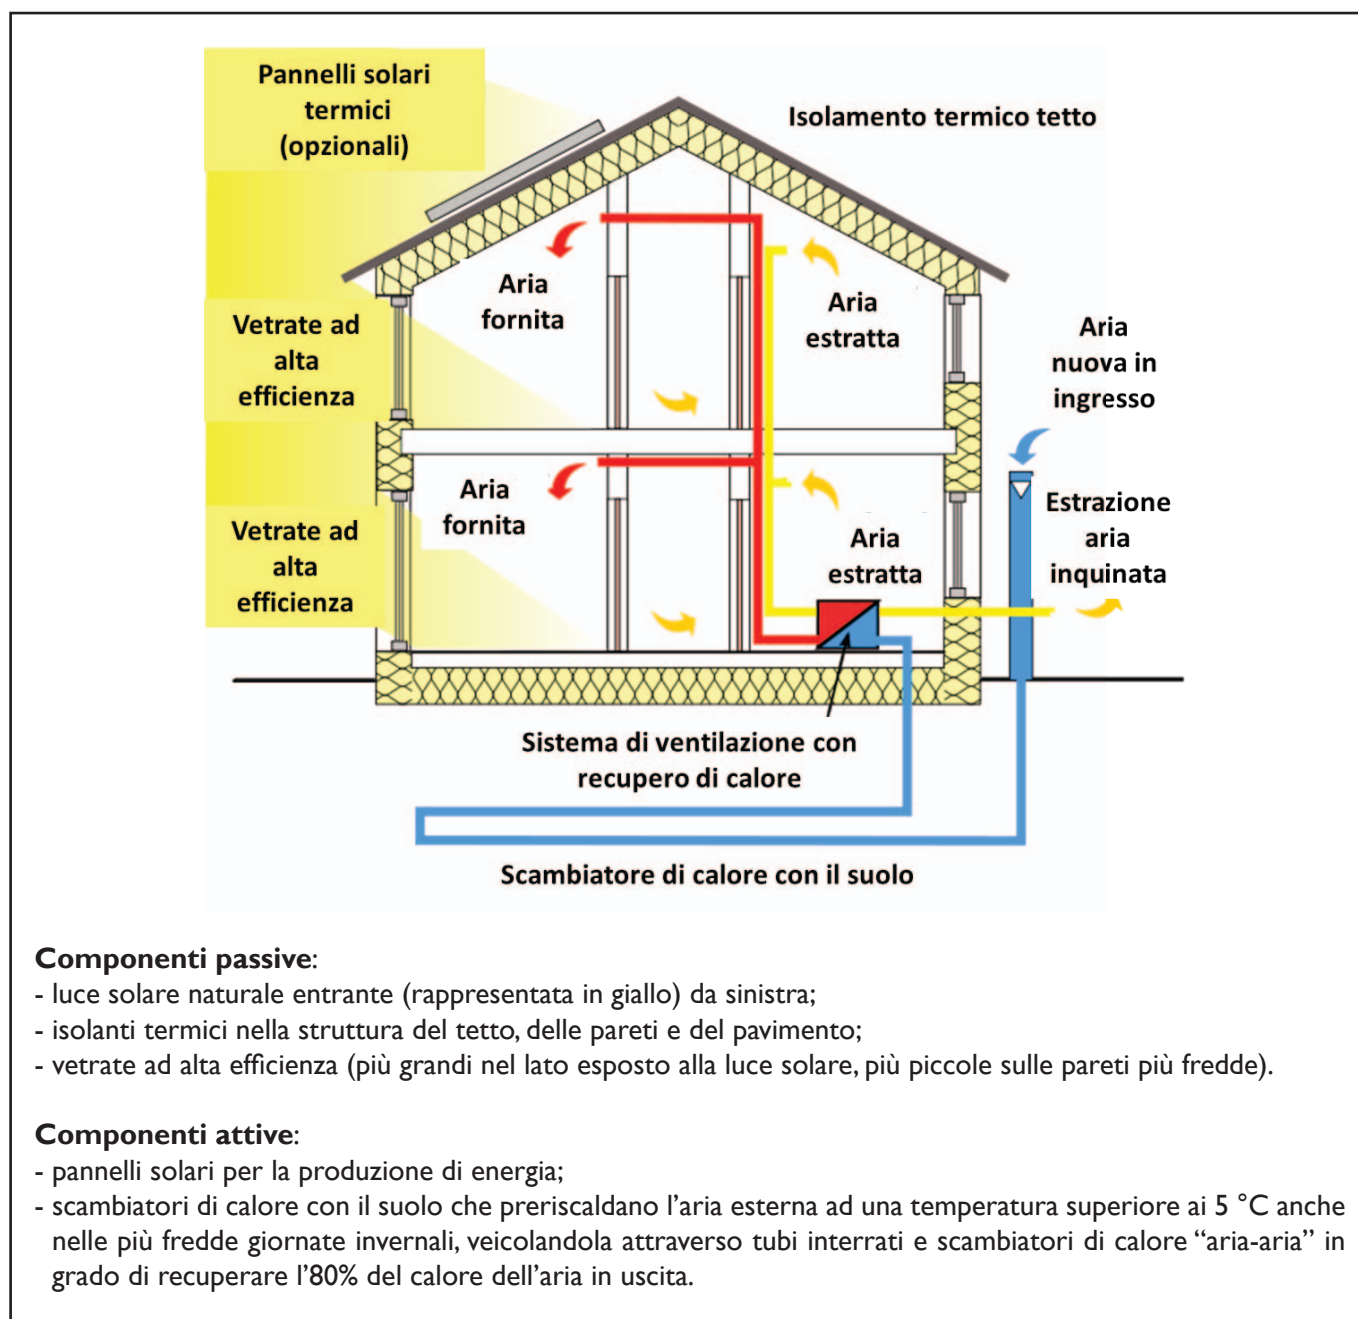 Pannelli solari
termici
(opzionali)
Isolamento termico tetto
Aria
fornita
Aria
estratta
Vetrate ad
alta
efficienza
Aria
nuova in
ingresso
Aria
fornita
Aria
estratta
Vetrate ad
alta
efficienza
Estrazione
aria
inquinata
Sistema di ventilazione con
recupero di calore
Scambiatore di calore con il suolo
Componenti passive:
- luce solare naturale entrante (rappresentata in giallo) da sinistra;
- isolanti termici nella struttura del tetto, delle pareti e del pavimento;
- vetrate ad alta efficienza (più grandi nel lato esposto alla luce solare, più piccole sulle pareti più fredde).
Componenti attive:
- pannelli solari per la produzione di energia;
- scambiatori di calore con il suolo che preriscaldano l’aria esterna ad una temperatura superiore ai 5 °C anche
nelle più fredde giornate invernali, veicolandola attraverso tubi interrati e scambiatori di calore “aria-aria” in
grado di recuperare l’80% del calore dell’aria in uscita.